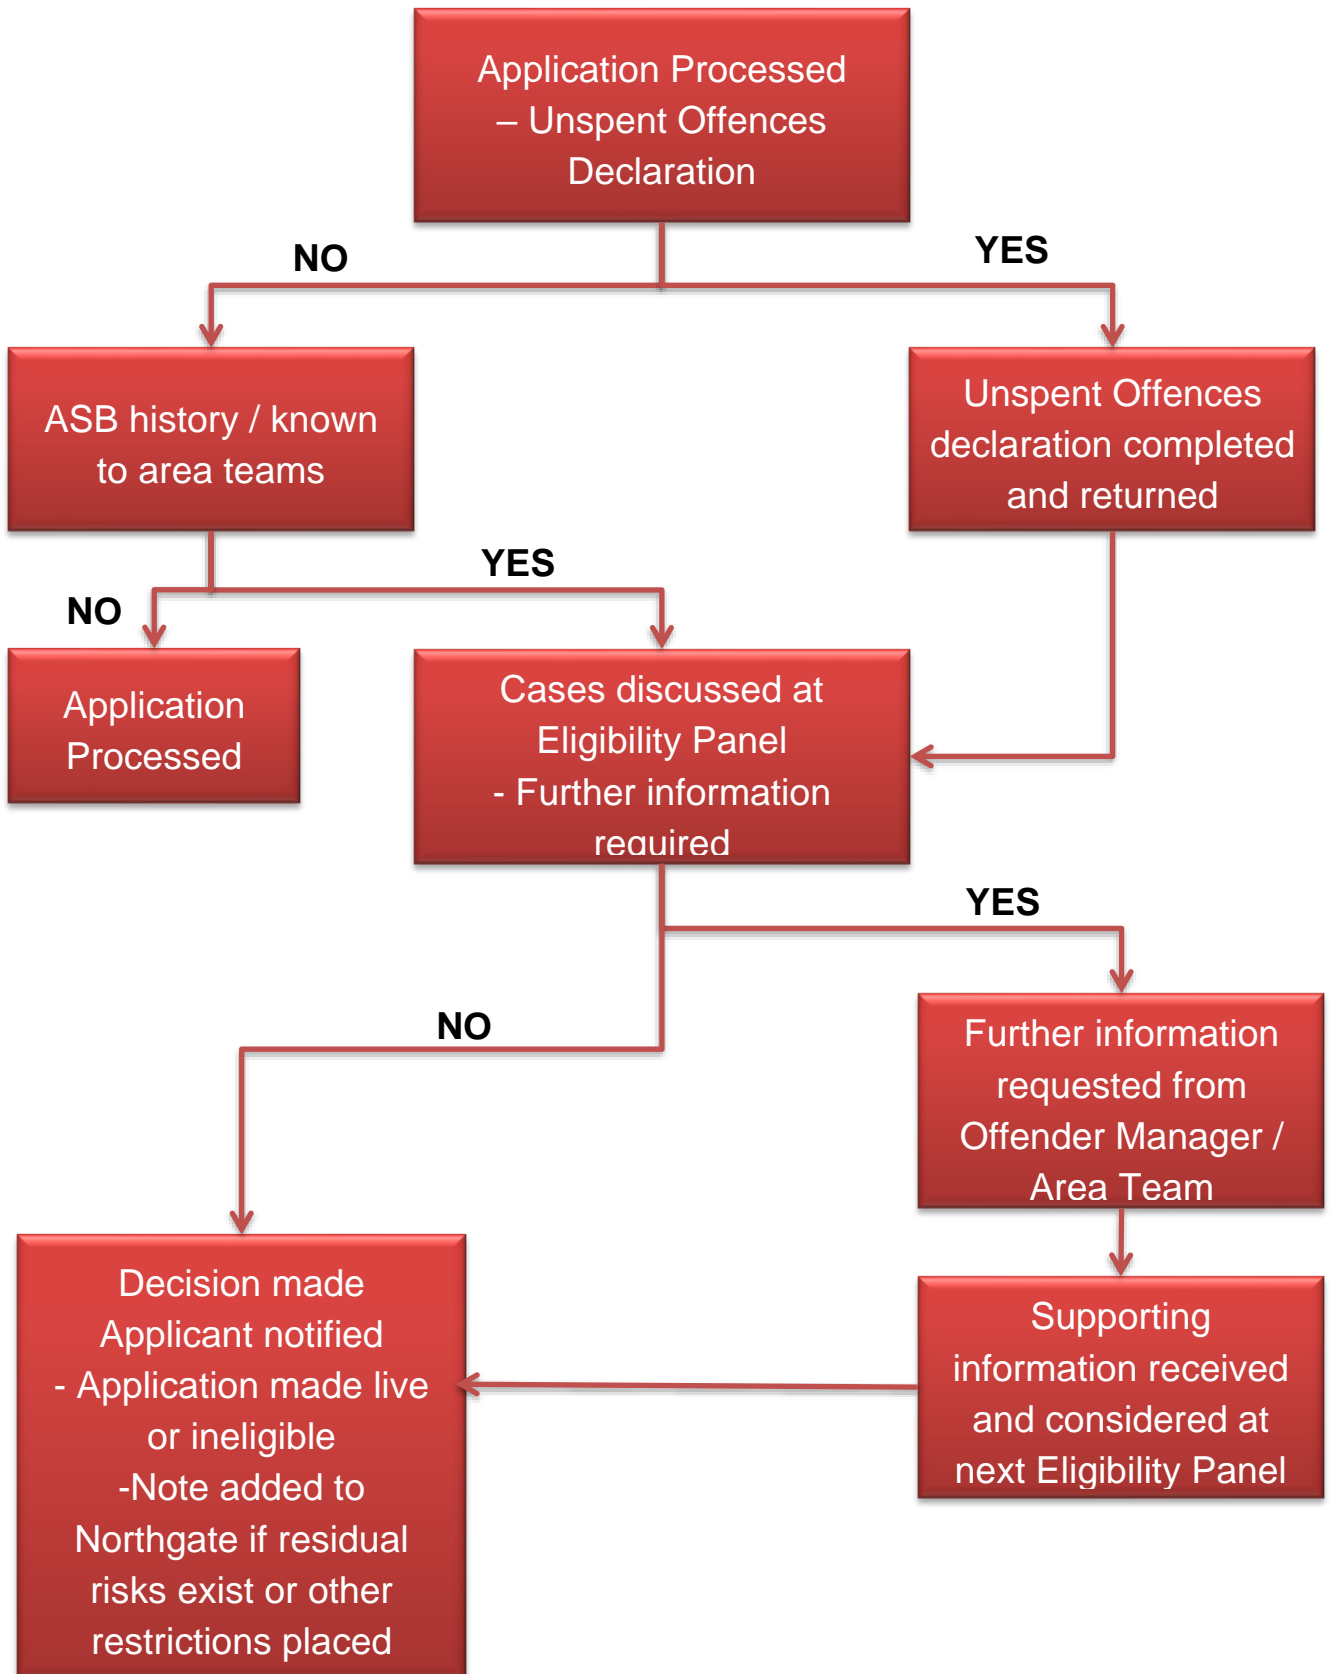 Application Processed
– Unspent Offences
Declaration
NO
YES
ASB history / known
to area teams
Unspent Offences
declaration completed
and returned
YES
NO
Application
Processed
Cases discussed at
Eligibility Panel
- Further information
required
YES
NO
Further information
requested from
Offender Manager /
Area Team
Decision made
Applicant notified
- Application made live
or ineligible
-Note added to
Northgate if residual
risks exist or other
restrictions placed
Supporting
information received
and considered at
next Eligibility Panel